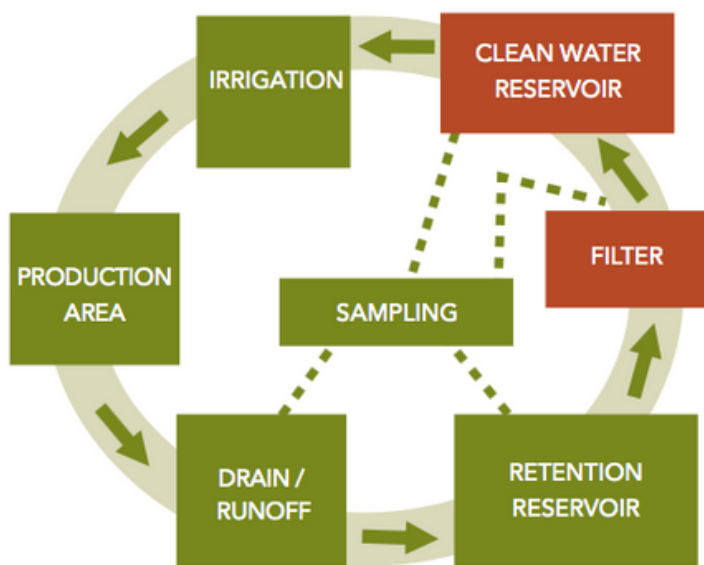 CLEAN WATER
RESERVOIR
IRRIGATION
FILTER
PRODUCTION
AREA
SAMPLING
DRAIN /
RUNOFF
RETENTION
RESERVOIR